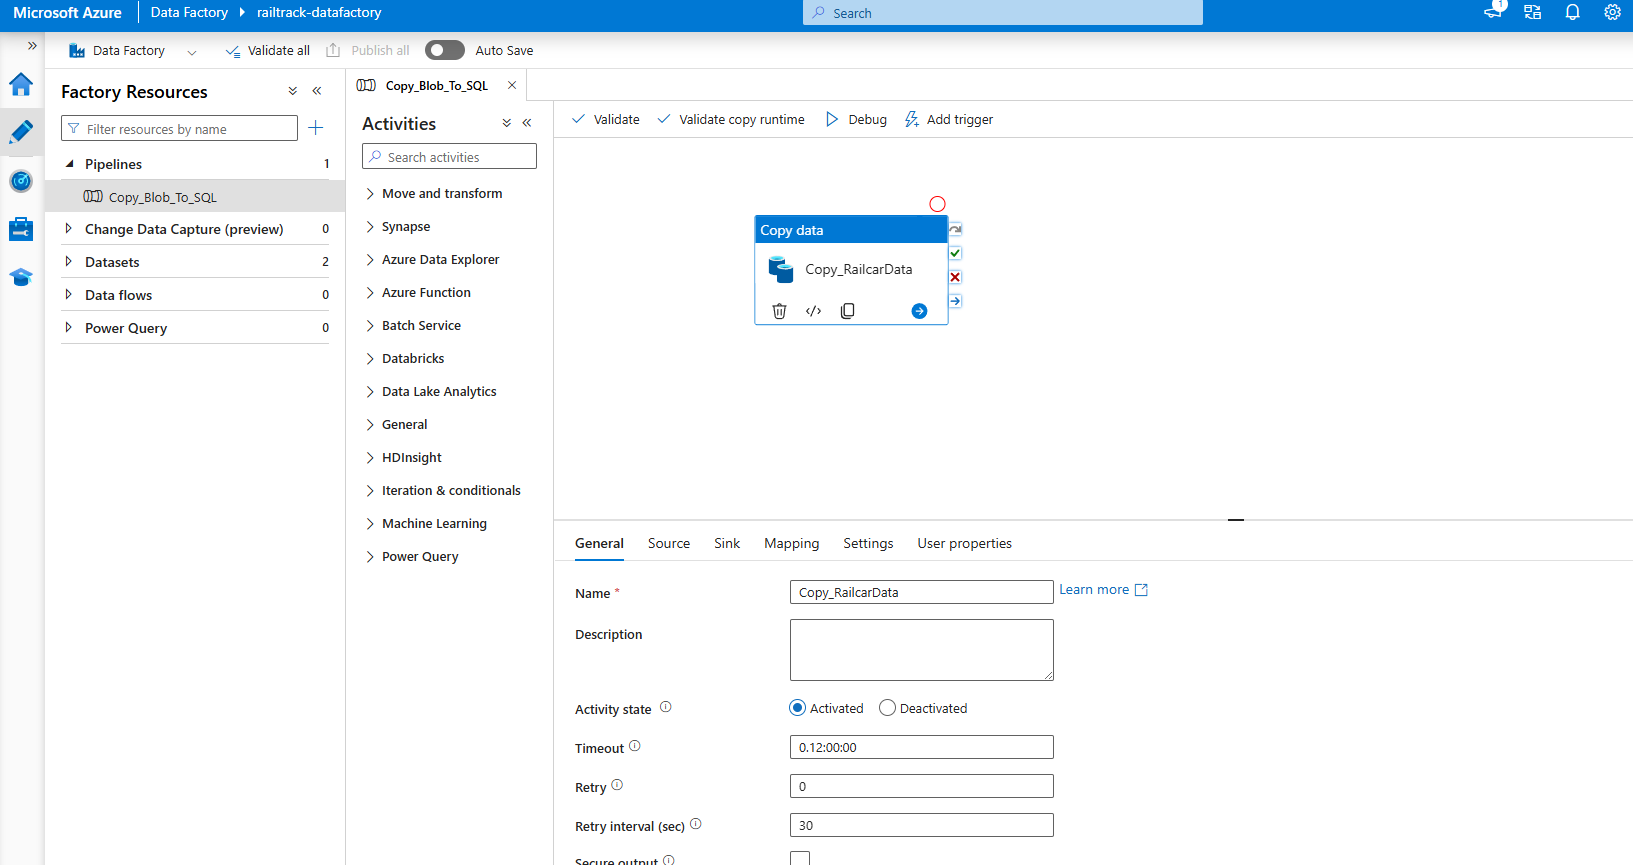 Microsoft Azure
Data Factory
railtrack-datafactory
Search
1
Data Factory
Validate all
Publish all
Auto Save
Factory Resources
Filter resources by name
Pipelines 1
Copy_Blob_To_SQL
Change Data Capture (preview) 0
Datasets 2
Data flows 0
Power Query 0
Copy_Blob_To_SQL
Activities
Search activities
Move and transform
Synapse
Azure Data Explorer
Azure Function
Batch Service
Databricks
Data Lake Analytics
General
HDInsight
Iteration & conditionals
Machine Learning
Power Query
Validate
Validate copy runtime
Debug
Add trigger
Copy data
Copy_RailcarData
General
Source
Sink
Mapping
Settings
User properties
Name *
Copy_RailcarData
Learn more
Description
Activity state
Activated
Deactivated
Timeout
0.12:00:00
Retry
0
Retry interval (sec)
30
Secure output